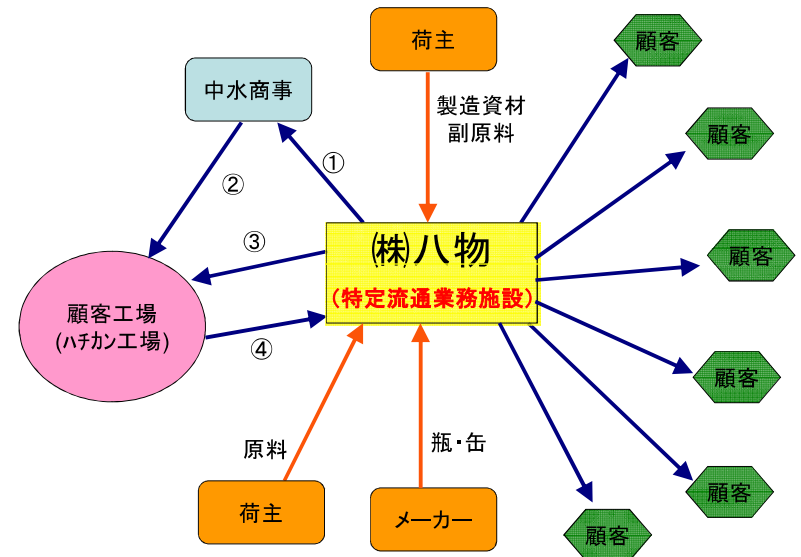 荷主
顧客
中水商事
製造資材
副原料
顧客
①
②
㈱八物
(特定流通業務施設)
③
顧客
顧客工場
(ﾊﾁｶﾝ工場)
④
顧客
原料
瓶・缶
荷主
メーカー
顧客
顧客